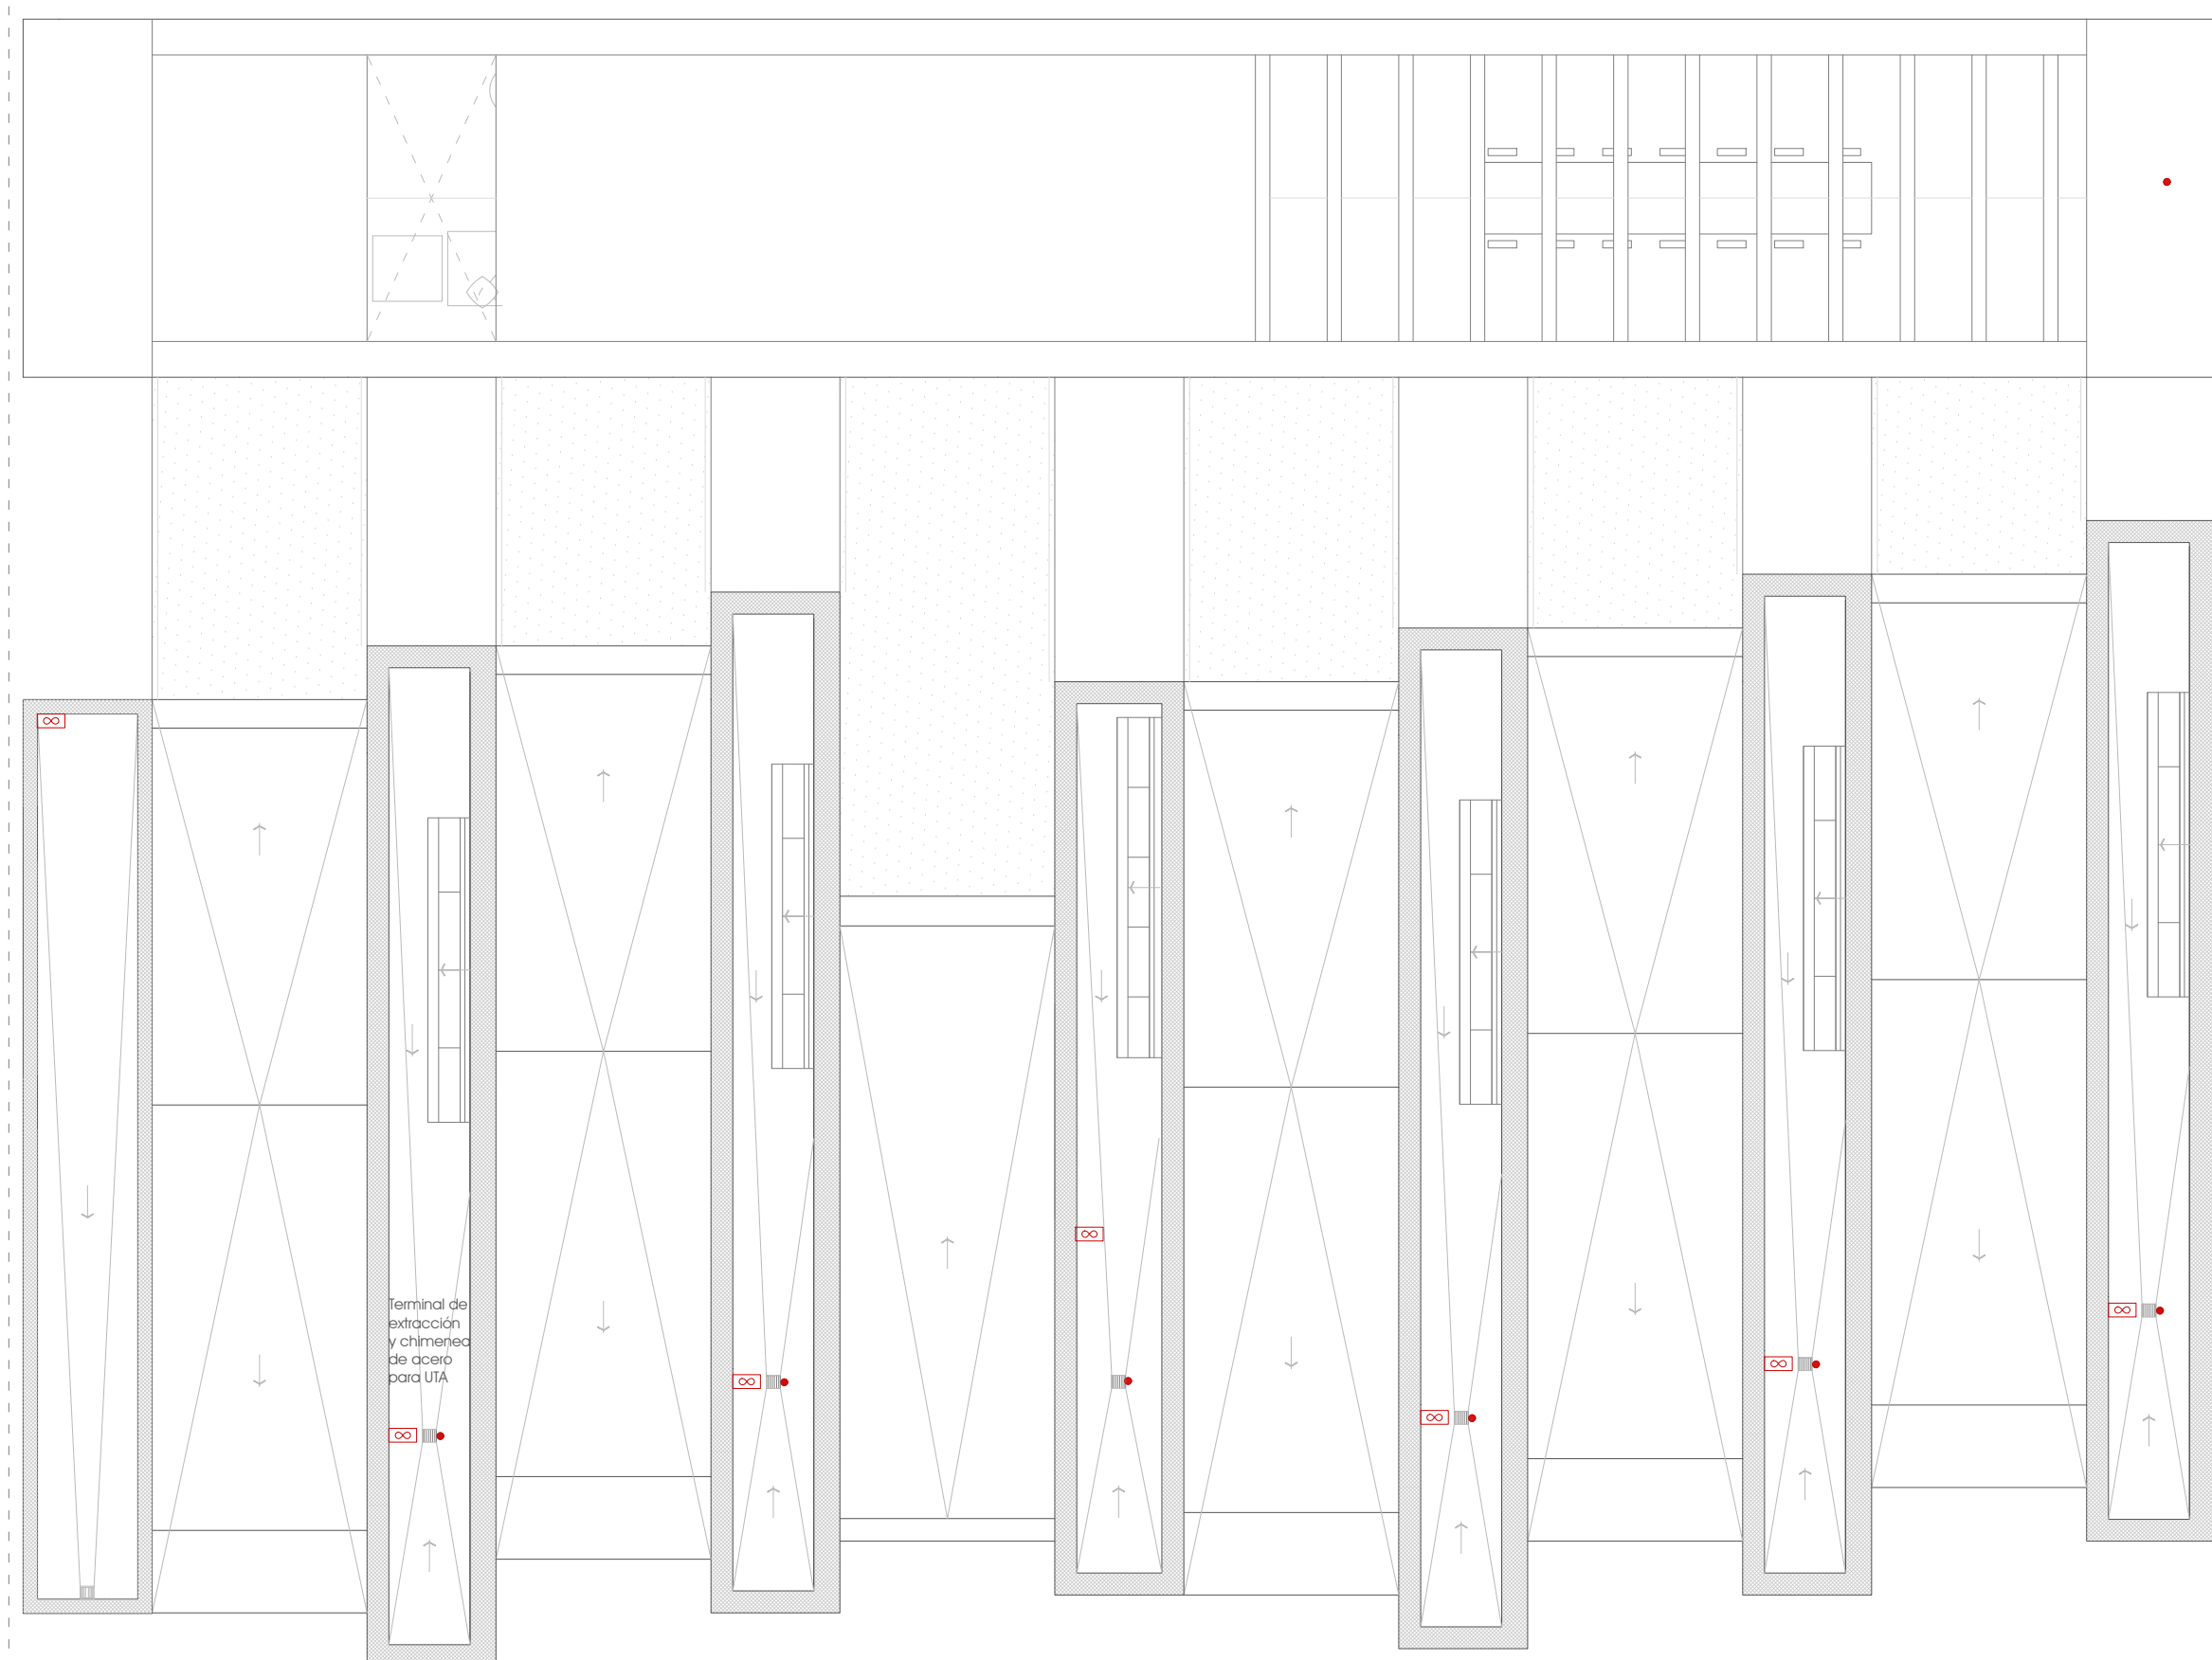 Terminal de
extracción
y chimenea
de acero
para UTA